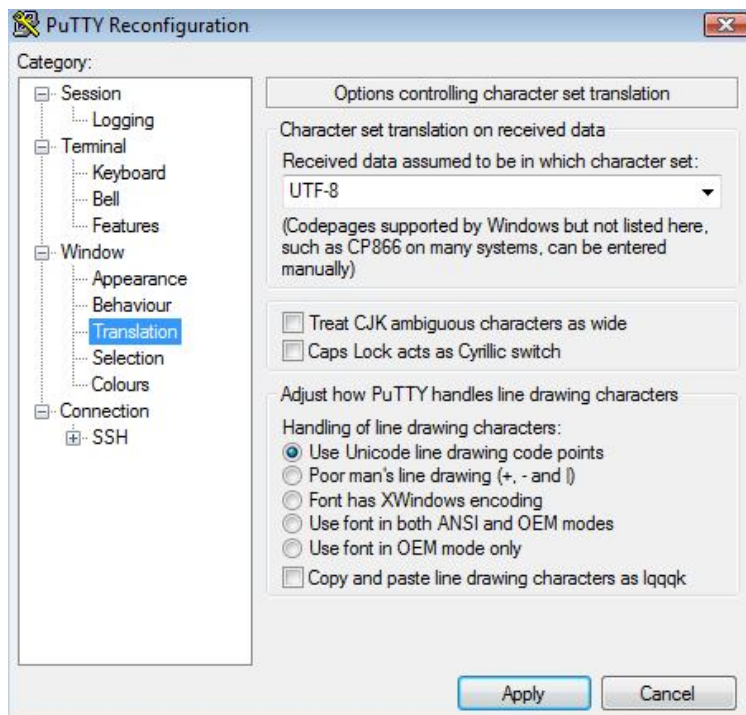 PuTTY Reconfiguration
Category:
Session
Logging
Terminal
Keyboard
Bell
Features
Window
Appearance
Behaviour
Translation
Selection
Colours
Connection
SSH
Options controlling character set translation
Character set translation on received data
Received data assumed to be in which character set:
UTF-8
(Codepages supported by Windows but not listed here,
such as CP866 on many systems, can be entered
manually)
Treat CJK ambiguous characters as wide
Caps Lock acts as Cyrillic switch
Adjust how PuTTY handles line drawing characters
Handling of line drawing characters:
Use Unicode line drawing code points
Poor man's line drawing (+, - and |)
Font has XWindows encoding
Use font in both ANSI and OEM modes
Use font in OEM mode only
Copy and paste line drawing characters as lqqqk
Apply
Cancel